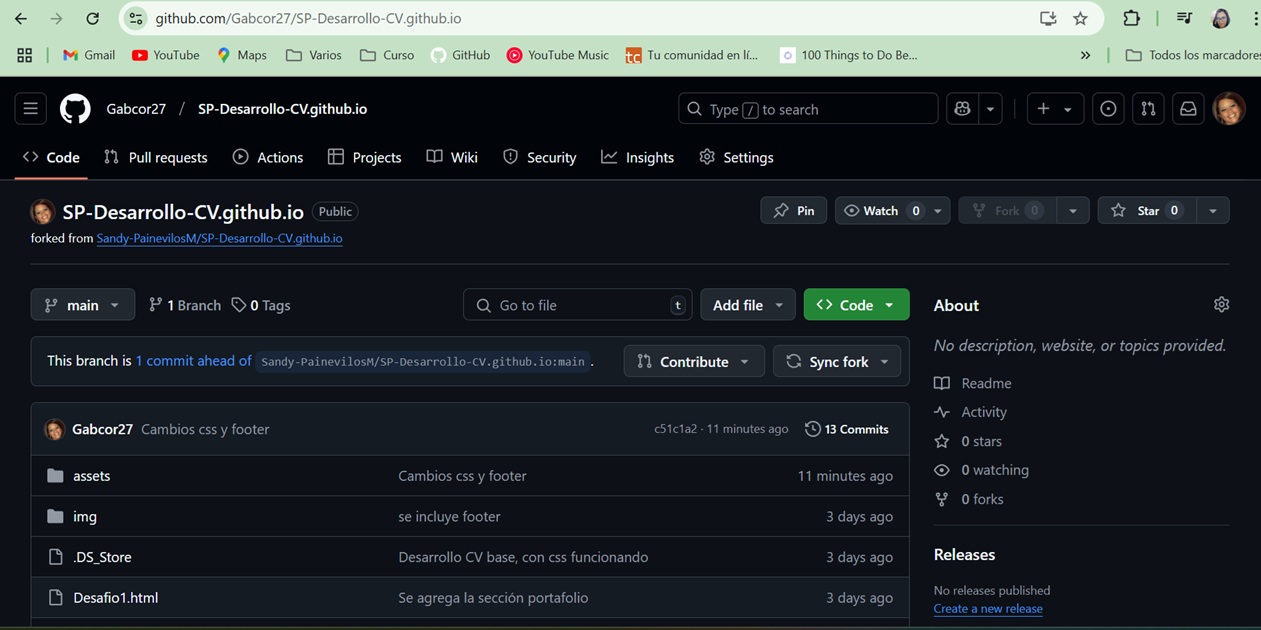 github.com/Gabcor27/SP-Desarrollo-CV.github.io
Gmail YouTube Maps Varios Curso GitHub YouTube Music tc Tu comunidad en lí... 100 Things to Do Be... » Todos los marcadores
Gabcor27 / SP-Desarrollo-CV.github.io Type / to search
Code Pull requests Actions Projects Wiki Security Insights Settings
SP-Desarrollo-CV.github.io Public Pin Watch 0 Fork 0 Star 0
forked from Sandy-PainevilosM/SP-Desarrollo-CV.github.io
main 1 Branch 0 Tags Go to file t Add file Code About
This branch is 1 commit ahead of Sandy-PainevilosM/SP-Desarrollo-CV.github.io:main . Contribute Sync fork
No description, website, or topics provided.
Readme
Activity
0 stars
0 watching
0 forks
Gabcor27 Cambios css y footer c51c1a2 · 11 minutes ago 13 Commits
assets Cambios css y footer 11 minutes ago
img se incluye footer 3 days ago
.DS_Store Desarrollo CV base, con css funcionando 3 days ago
Desafio1.html Se agrega la sección portafolio 3 days ago
Releases
No releases published
Create a new release